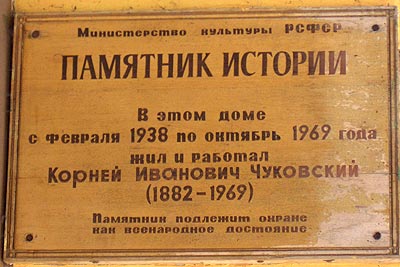 Министерство культуры РСФСР
ПАМЯТНИК ИСТОРИИ
В этом доме
с февраля 1938 по октябрь 1969 года
жил и работал
Корней Иванович Чуковский
(1882-1969)
Памятник подлежит охране
как всенародное достояние